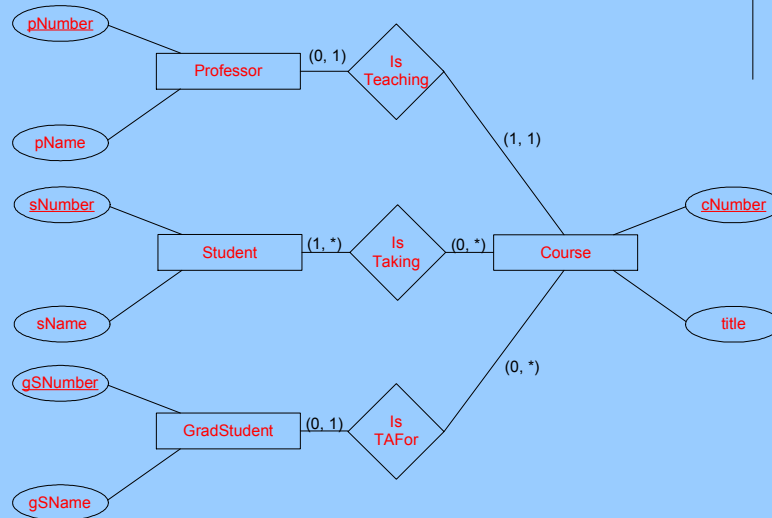 pNumber
Professor
(0, 1)
Is
Teaching
pName
(1, 1)
sNumber
Student
(1, *)
Is
Taking
(0, *)
Course
cNumber
sName
title
gSNumber
(0, *)
GradStudent
(0, 1)
Is
TAFor
gSName